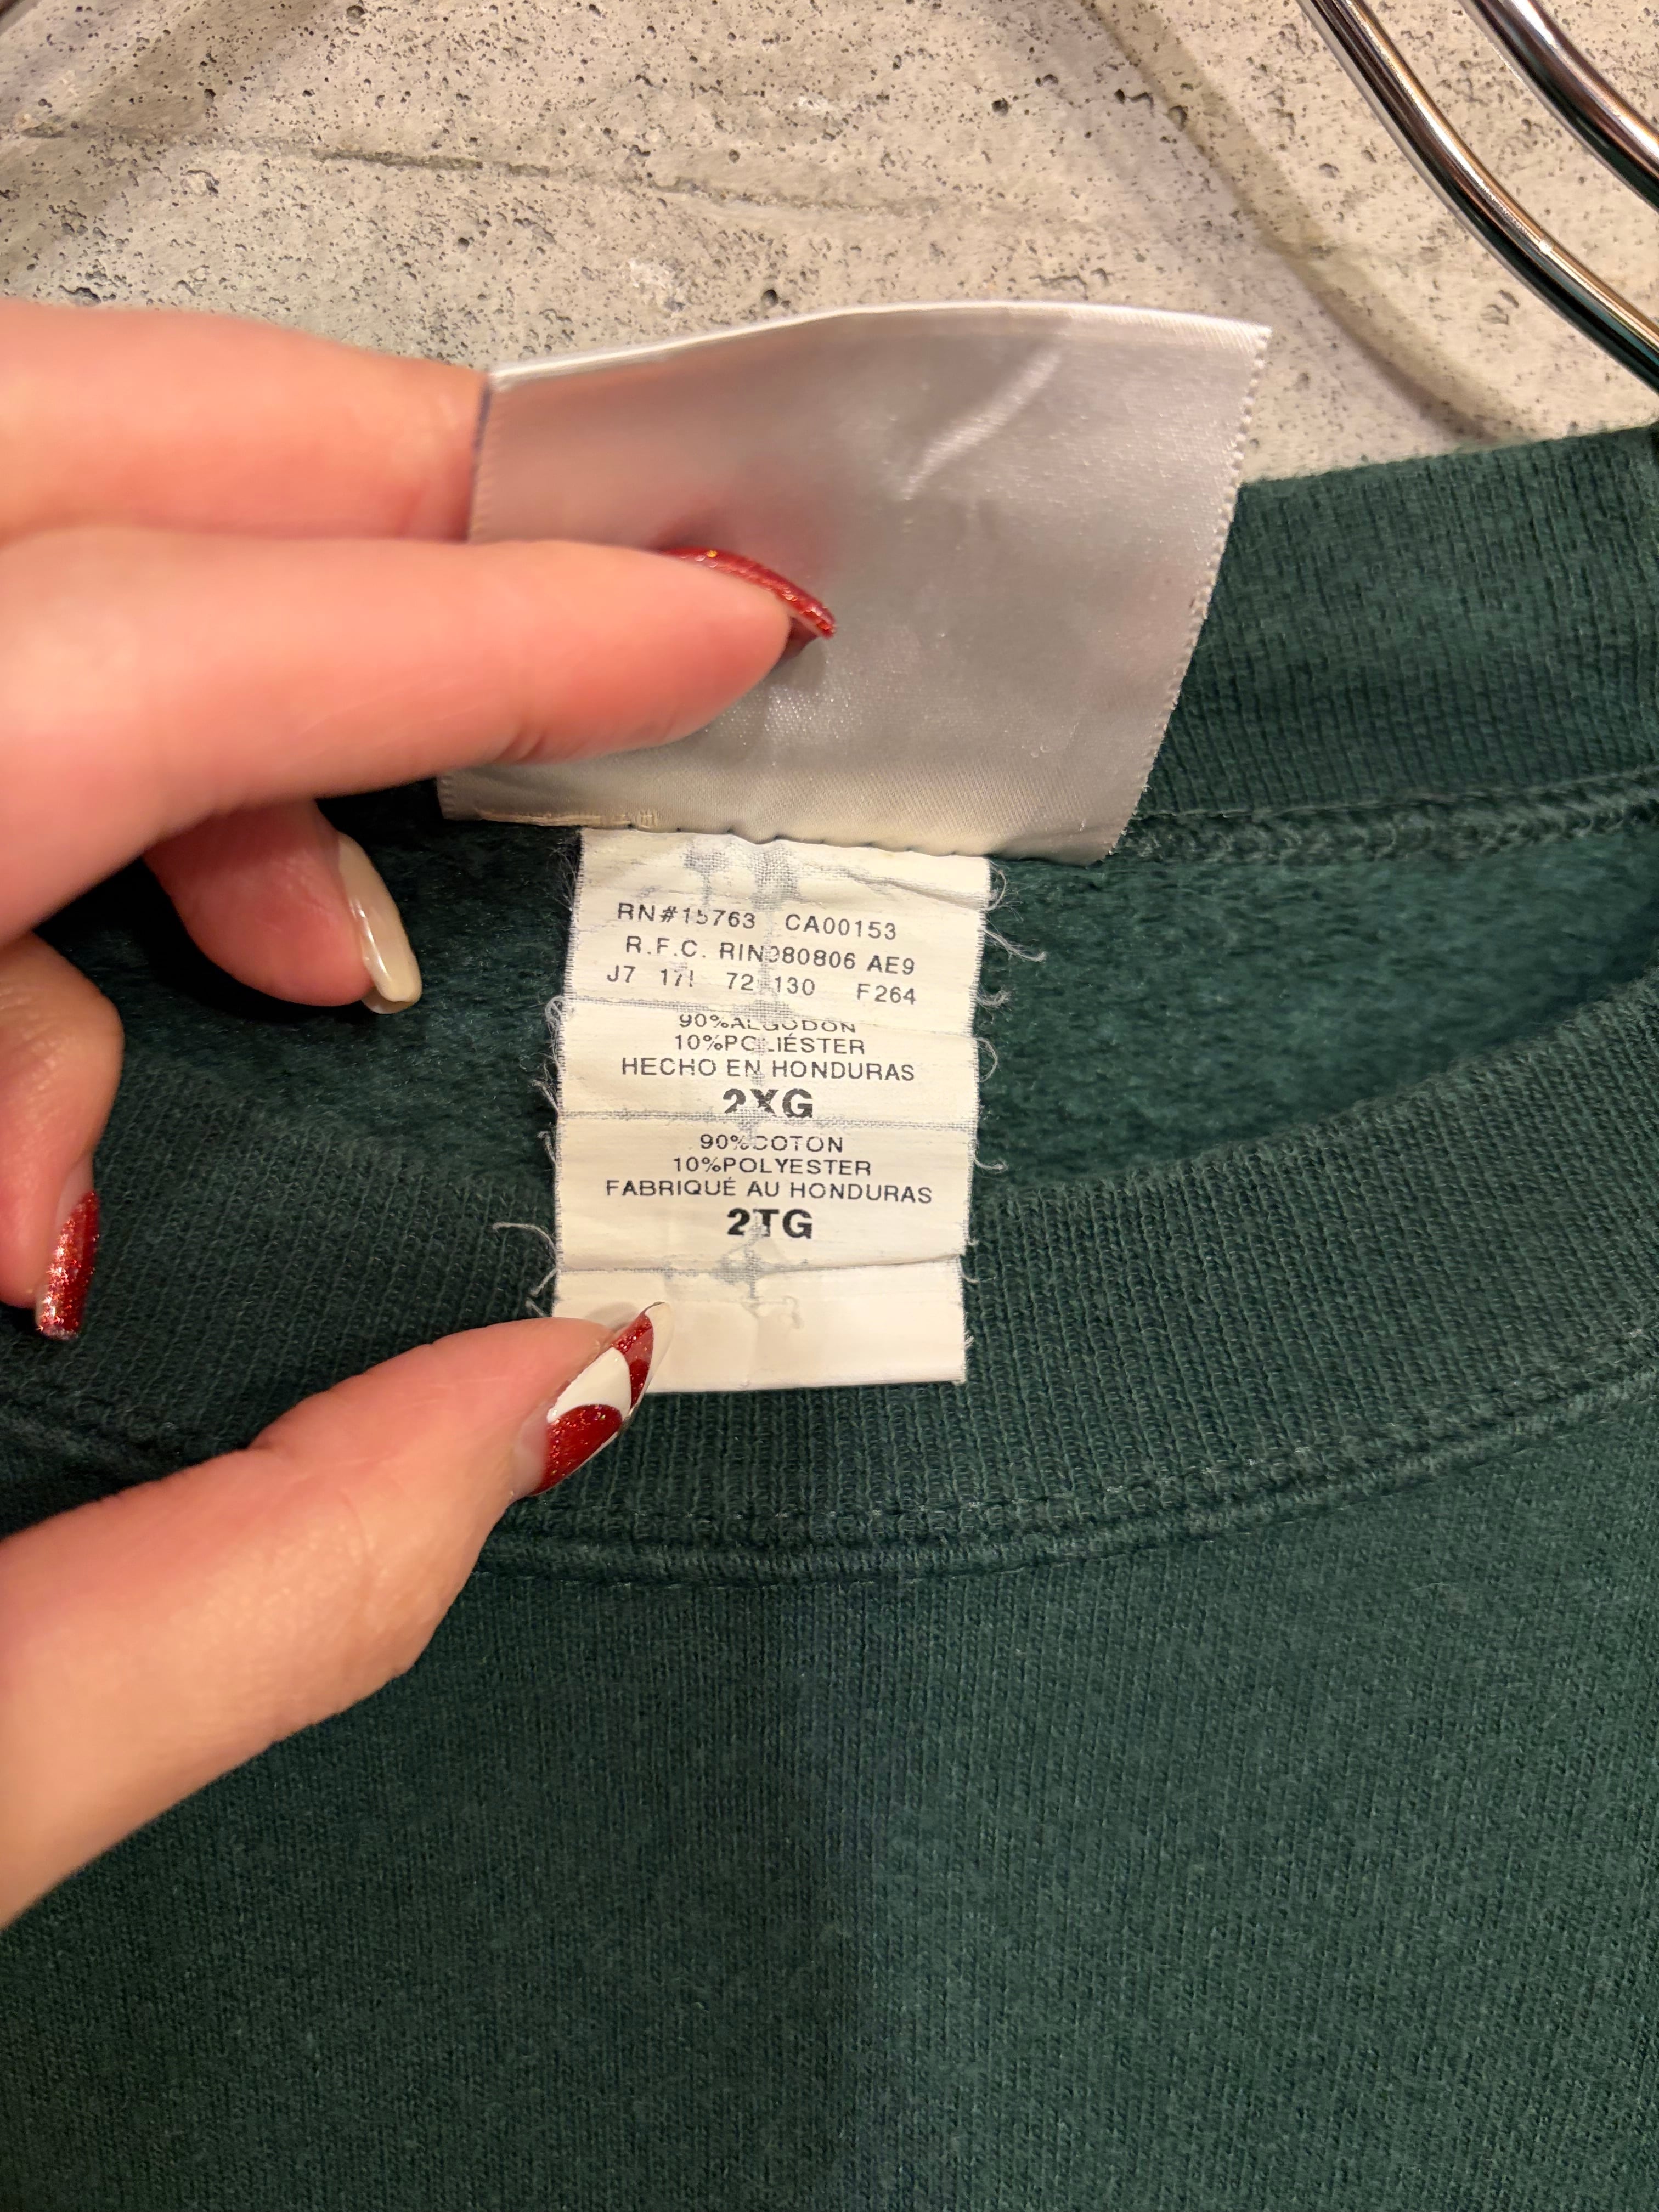 RN#15763 CA00153
R.F.C. RIN980806 AE9
J7 72 130 F264
90%ALGODON
10%POLIÉSTER
HECHO EN HONDURAS
2XG
90%COTON
10%POLYESTER
FABRIQUÉ AU HONDURAS
2TG